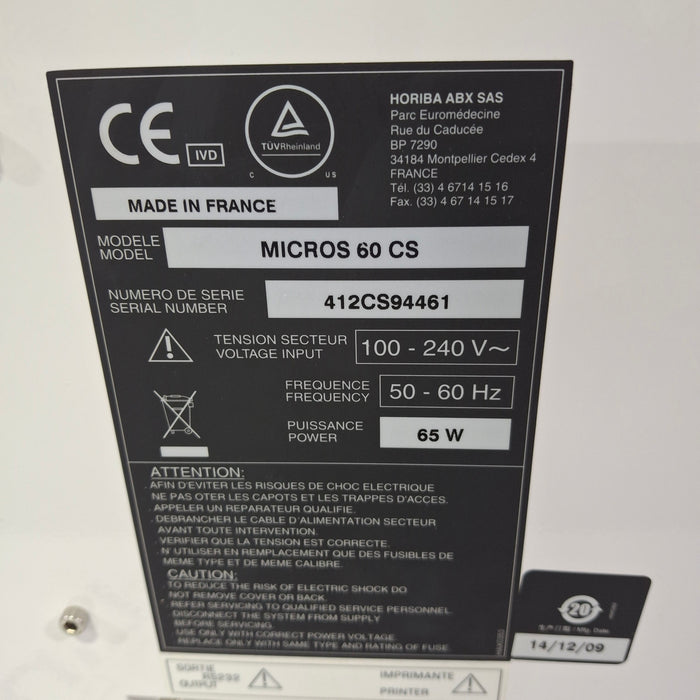 CE
IVD
TÜVRheinland
C US
HORIBA ABX SAS
Parc Euromédecine
Rue du Caducée
BP 7290
34184 Montpellier Cedex 4
FRANCE
Tél. (33) 4 6714 15 16
Fax. (33) 4 67 14 15 17
MADE IN FRANCE
MODELE
MODEL
MICROS 60 CS
NUMERO DE SERIE
SERIAL NUMBER
412CS94461
TENSION SECTEUR
VOLTAGE INPUT
100 - 240 V~
FREQUENCE
FREQUENCY
50 - 60 Hz
PUISSANCE
POWER
65 W
ATTENTION:
. AFIN D'EVITER LES RISQUES DE CHOC ELECTRIQUE
NE PAS OTER LES CAPOTS ET LES TRAPPES D'ACCES.
. APPELER UN REPARATEUR QUALIFIE.
. DEBRANCHER LE CABLE D'ALIMENTATION SECTEUR
AVANT TOUTE INTERVENTION.
. VERIFIER QUE LA TENSION EST CORRECTE.
. N'UTILISER EN REMPLACEMENT QUE DES FUSIBLES DE
MEME TYPE ET DE MEME CALIBRE.
CAUTION:
. TO REDUCE THE RISK OF ELECTRIC SHOCK DO
NOT REMOVE COVER OR BACK.
. REFER SERVICING TO QUALIFIED SERVICE PERSONNEL.
. DISCONNECT THE SYSTEM FROM SUPPLY
BEFORE SERVICING.
. USE ONLY WITH CORRECT POWER VOLTAGE.
. REPLACE ONLY WITH SAME TYPE AND RATING OF FUSE.
20
生产日期 / Mfg. Date.
14/12/09
SORTIE
RS232
OUTPUT
IMPRIMANTE
PRINTER